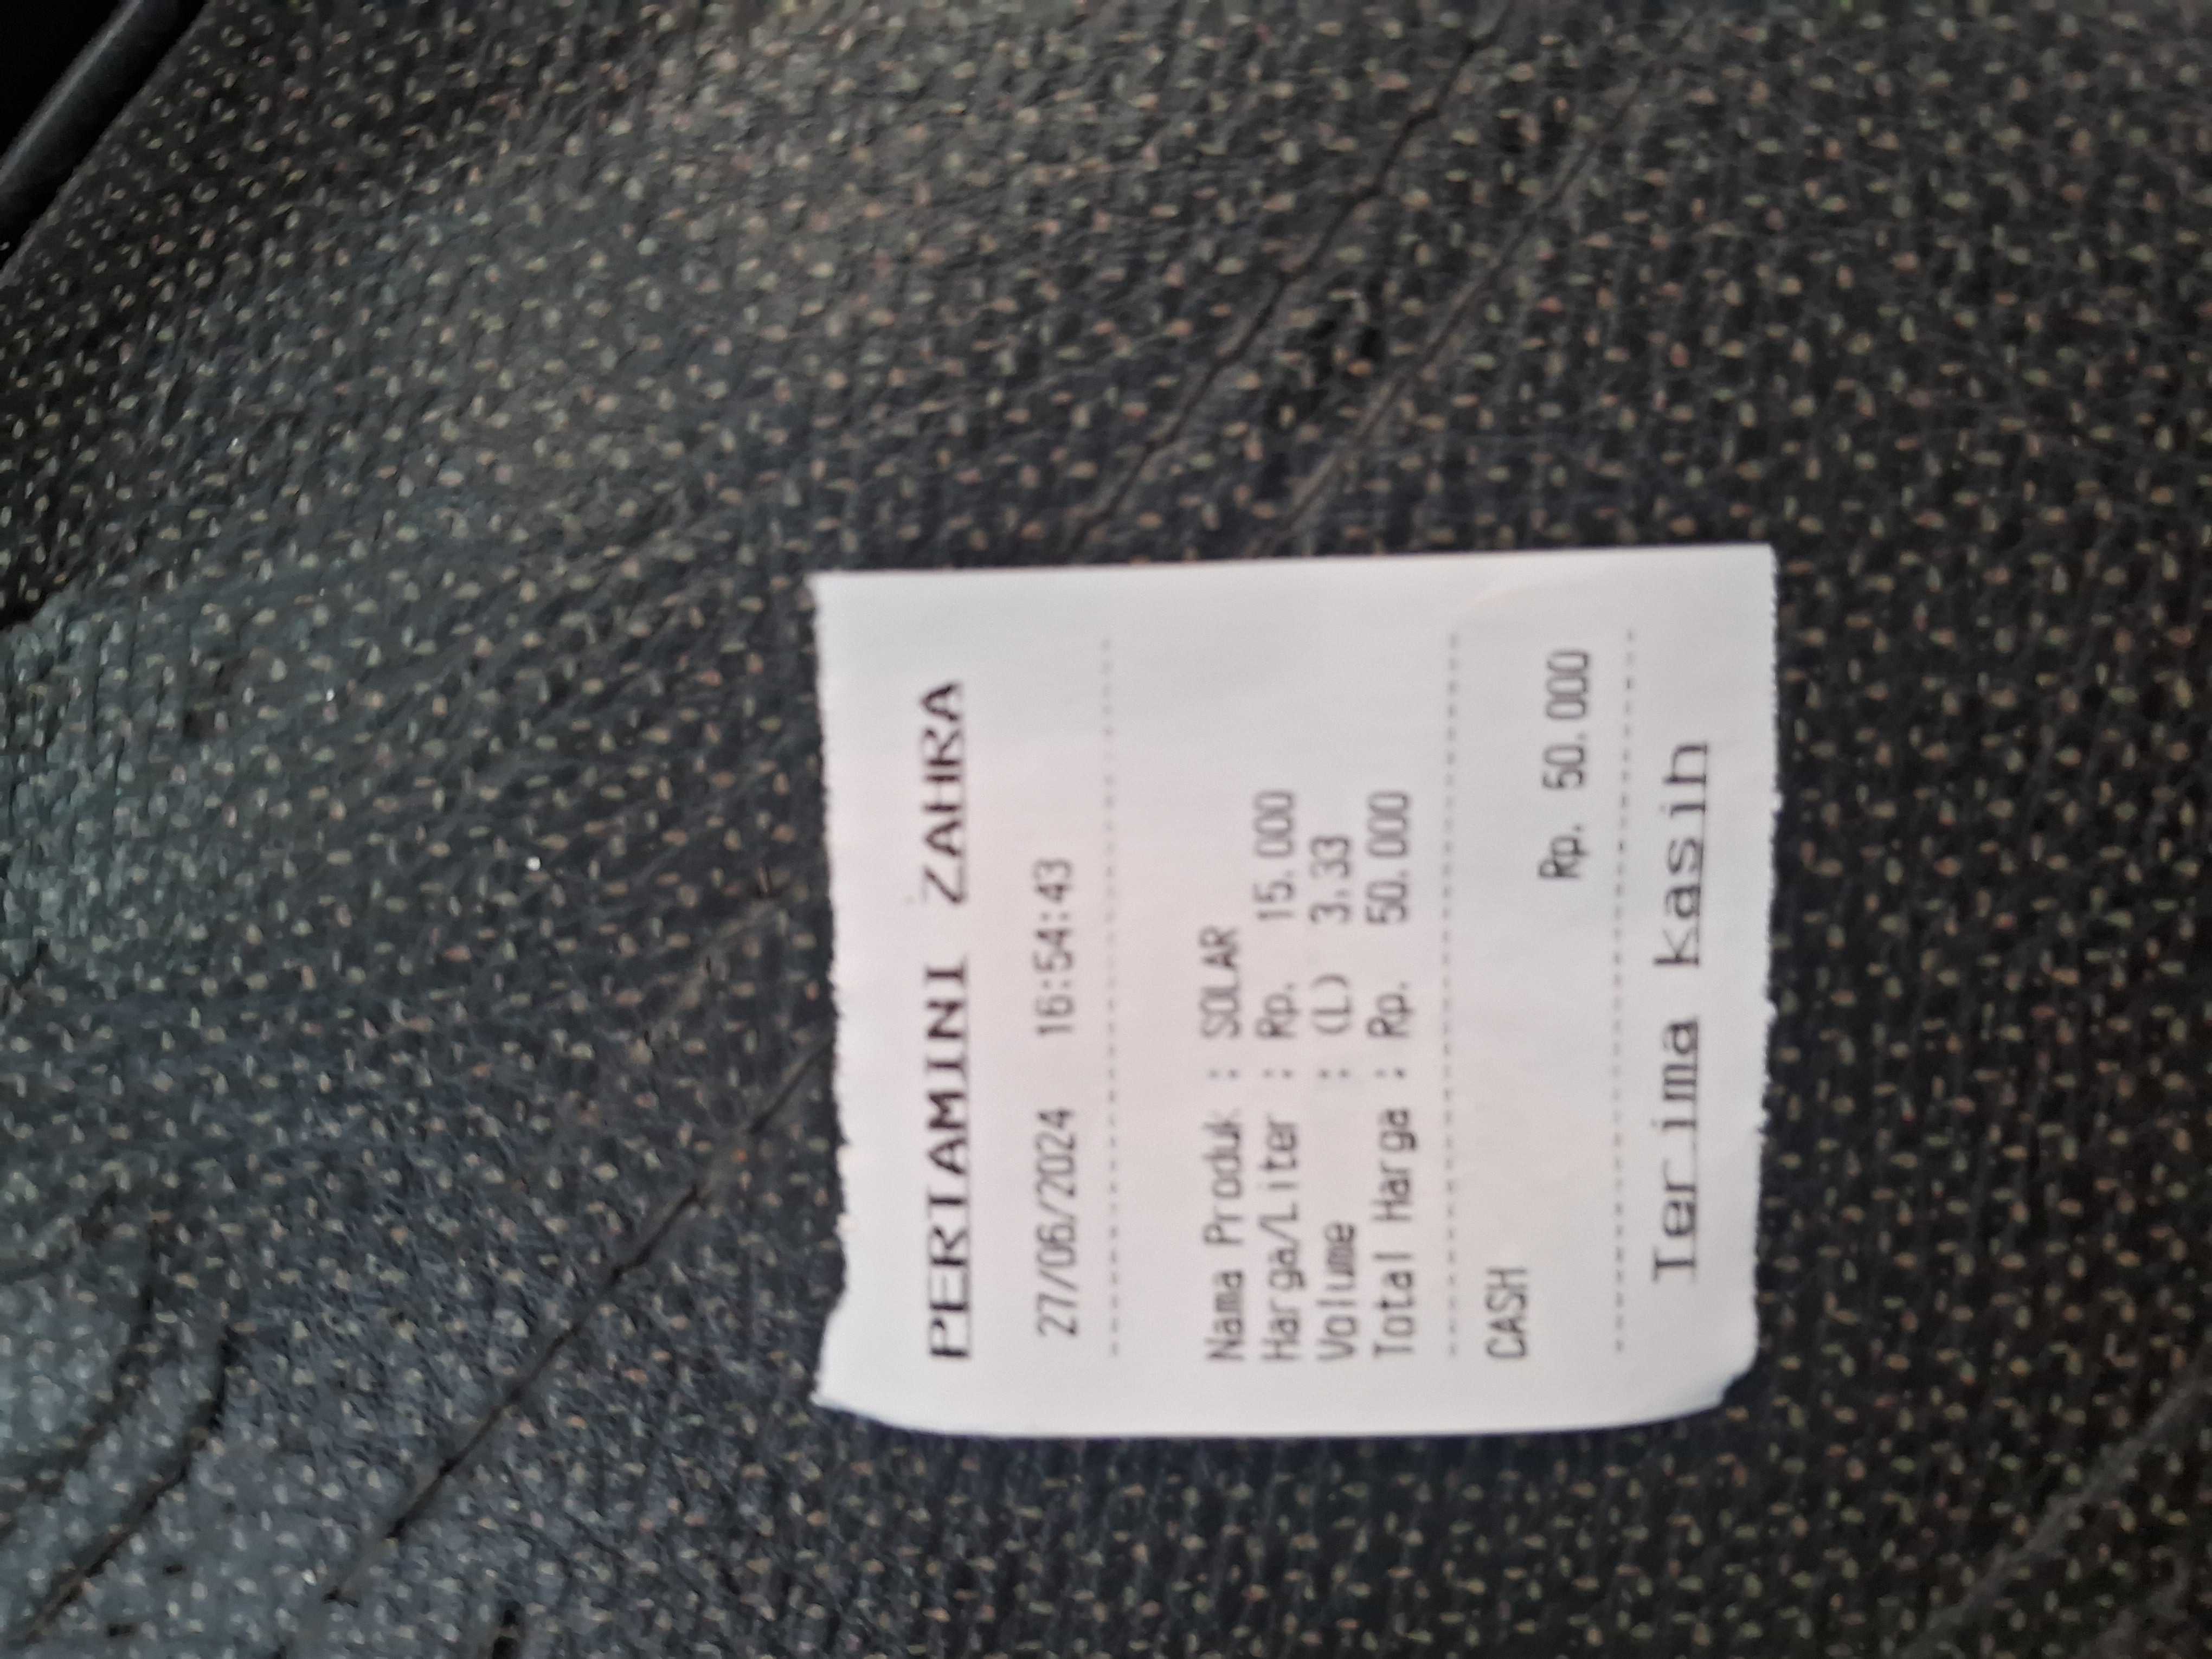 PERTAMINI ZAHRA
27/06/2024 16:54:43
Nama Produk : SOLAR
Harga/Liter : Rp. 15.000
Volume : (L) 3.33
Total Harga : Rp. 50.000
CASH
Rp. 50.000
Terima kasih